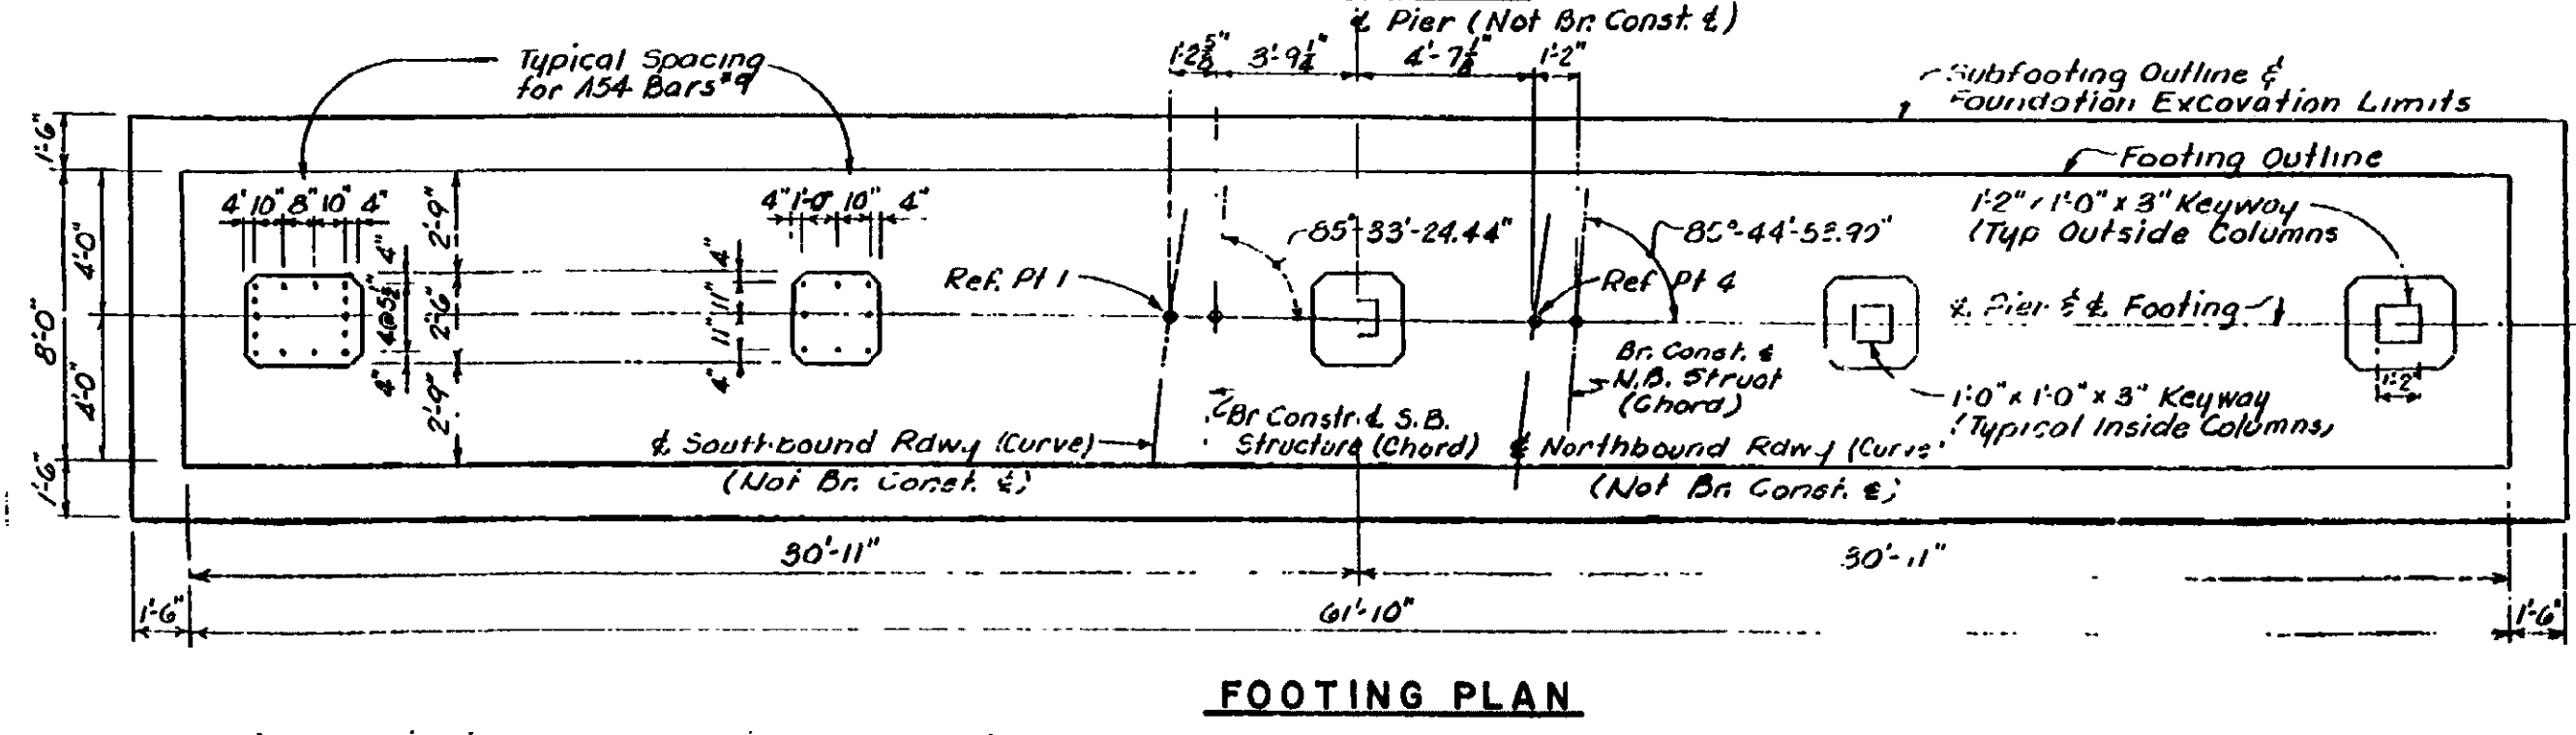 ℄ Pier (Not Br. Const. ℄)
1'-2⅝" 3'-9¼" 4'-7⅛" 1'-2"
Typical Spacing
for A54 Bars #9
Subfooting Outline &
Foundation Excavation Limits
Footing Outline
1'-6"
8'-0"
1'-6"
4'-0"
4'-0"
4' 10" 8" 10" 4"
2'-9"
2'-6"
2'-9"
4"
4@5½"
4"
4" 1'-0" 10" 4"
4"
11"
11"
4"
85°-33'-24.44"
Ref. Pt 1
Ref Pt 4
1'-2" x 1'-0" x 3" Keyway
(Typ Outside Columns
℄ Pier & ℄ Footing
1'-2"
1'-0" x 1'-0" x 3" Keyway
(Typical Inside Columns)
Br. Const. ℄
N.B. Struct
(Chord)
Br Constr. ℄ S.B.
Structure (Chord)
℄ Southbound Rdwy (Curve)
(Not Br. Const. ℄)
℄ Northbound Rdwy (Curve)
(Not Br. Const. ℄)
30'-11" 30'-11"
1'-6" 61'-10" 1'-6"
FOOTING PLAN